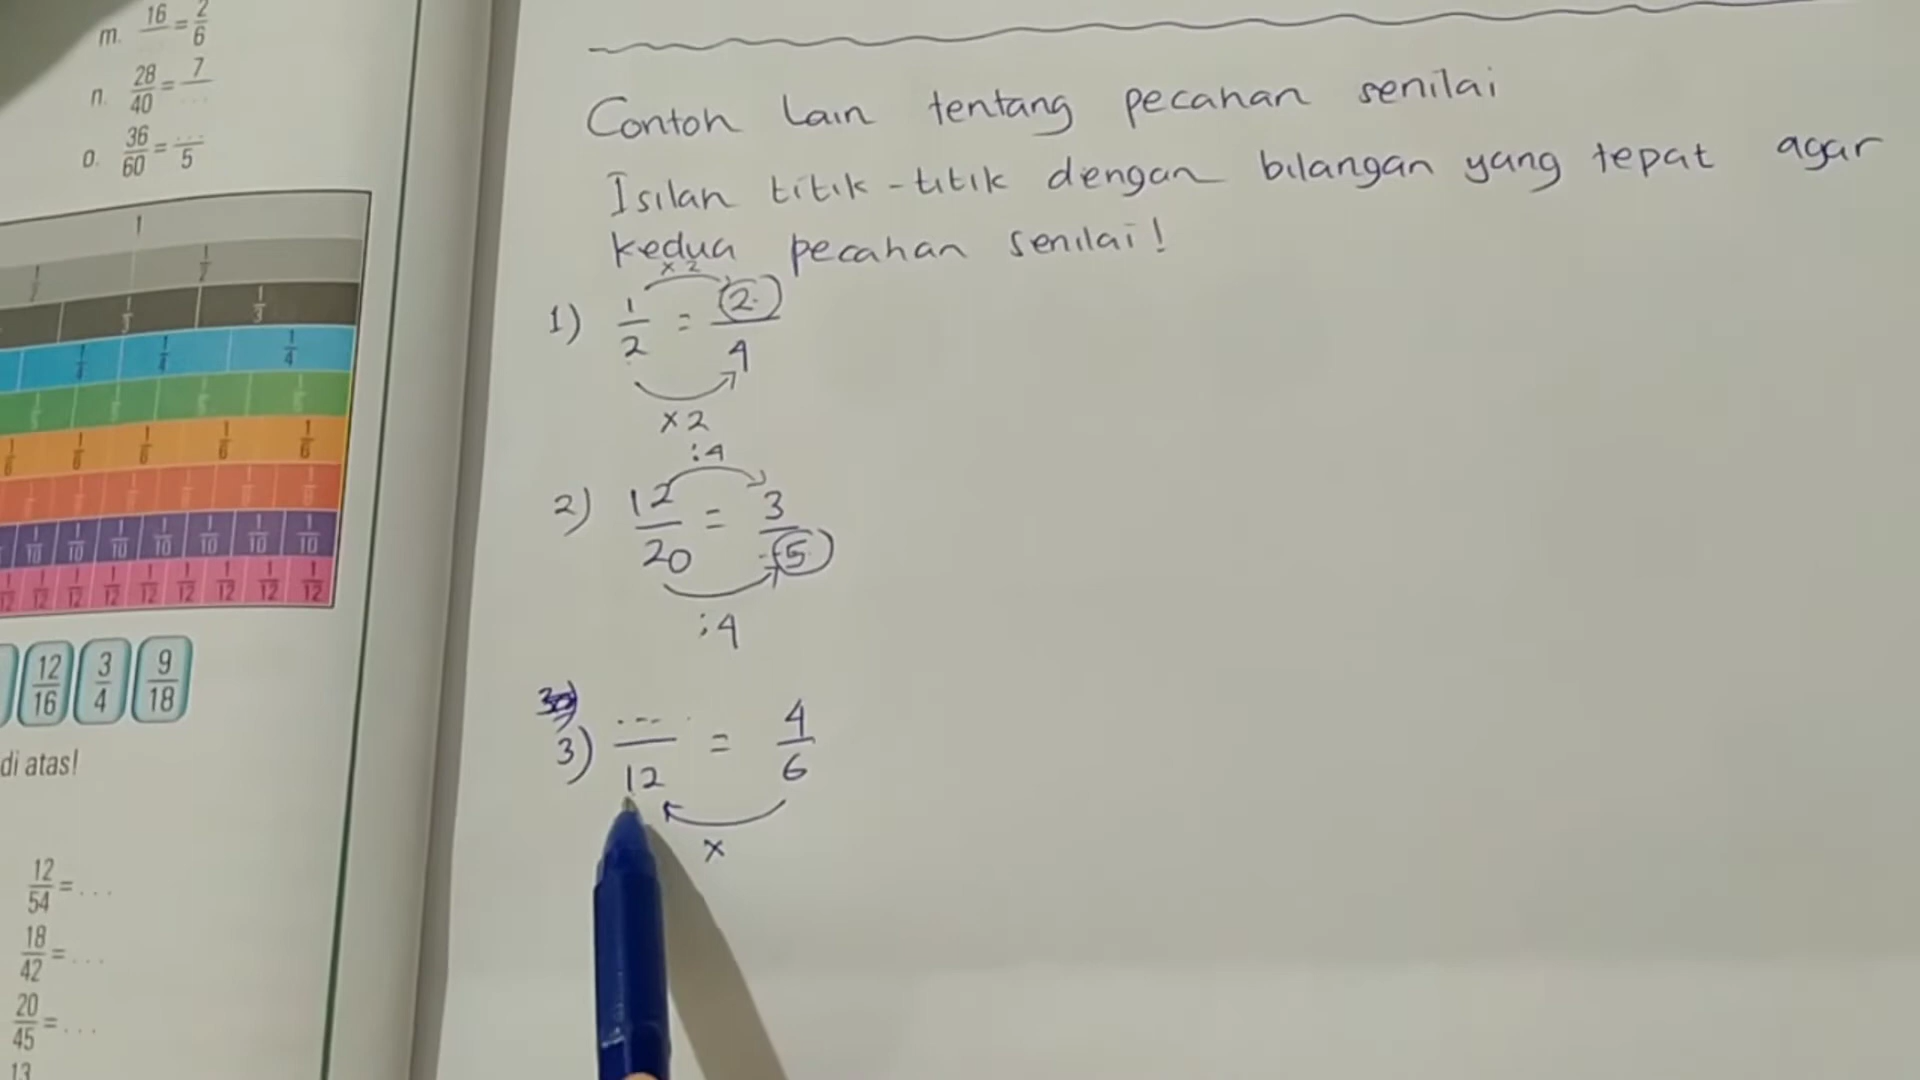 m. 16/ = 2/6
n. 28/40 = 7/...
o. 36/60 = .../5
1
1/2 1/2
1/3 1/3
1/4 1/4 1/4
1/6 1/6 1/6 1/6 1/6
1/10 1/10 1/10 1/10 1/10 1/10 1/10
1/12 1/12 1/12 1/12 1/12 1/12 1/12 1/12 1/12
12/16 3/4 9/18
di atas!
12/54 = ...
18/42 = ...
20/45 = ...
13
Contoh lain tentang pecahan senilai
Isilah titik-titik dengan bilangan yang tepat agar
kedua pecahan senilai!
x2
1) 1/2 = 2/4
x2
:4
2) 12/20 = 3/5
:4
3) .../12 = 4/6
x